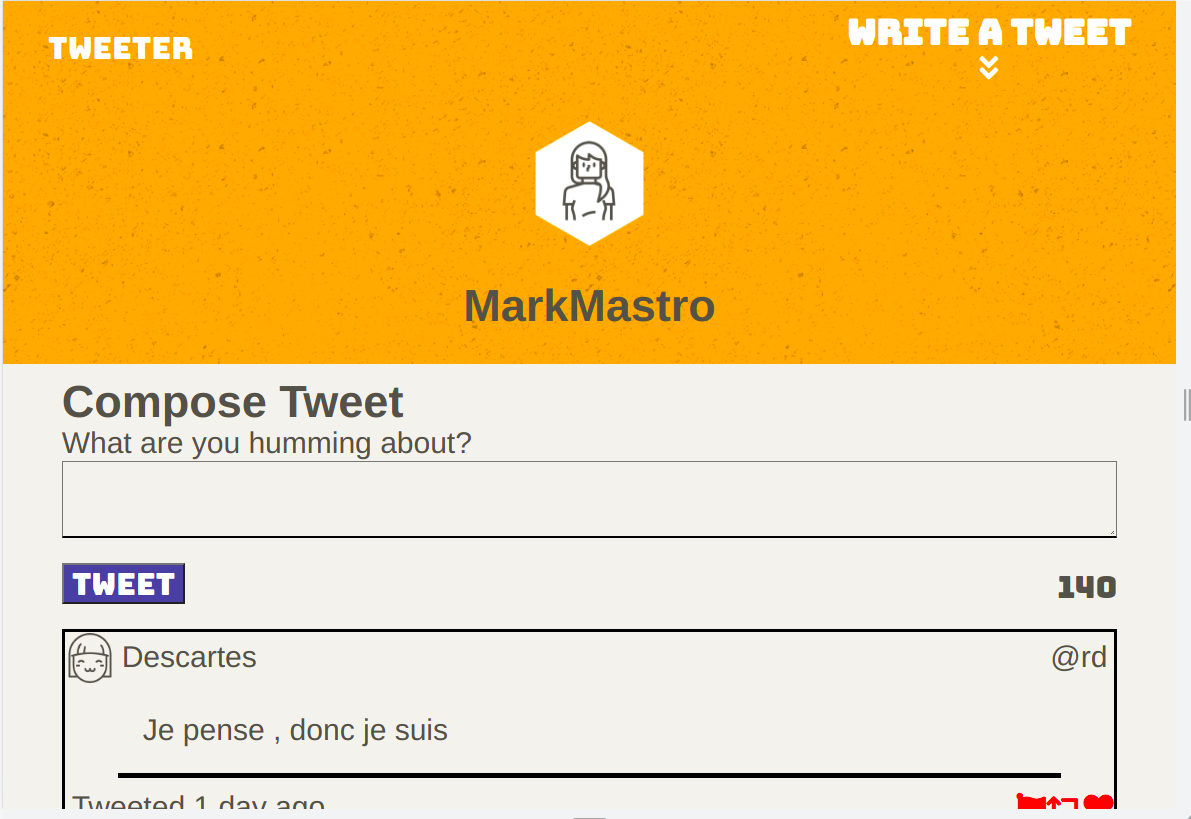 TWEETER
WRITE A TWEET
MarkMastro
Compose Tweet
What are you humming about?
TWEET
140
Descartes
@rd
Je pense , donc je suis
Tweeted 1 day ago